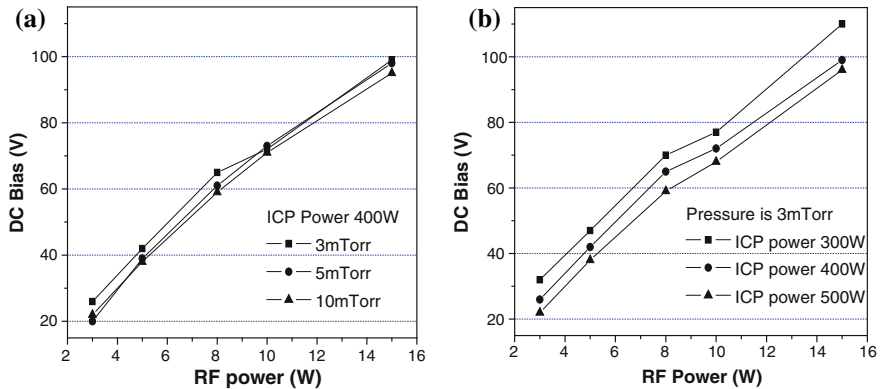 (a)
100
80
60
40
20
DC Bias (V)
ICP Power 400W
3mTorr
5mTorr
10mTorr
2 4 6 8 10 12 14 16
RF power (W)
(b)
100
80
60
40
20
DC Bias (V)
Pressure is 3mTorr
ICP power 300W
ICP power 400W
ICP power 500W
2 4 6 8 10 12 14 16
RF Power (W)